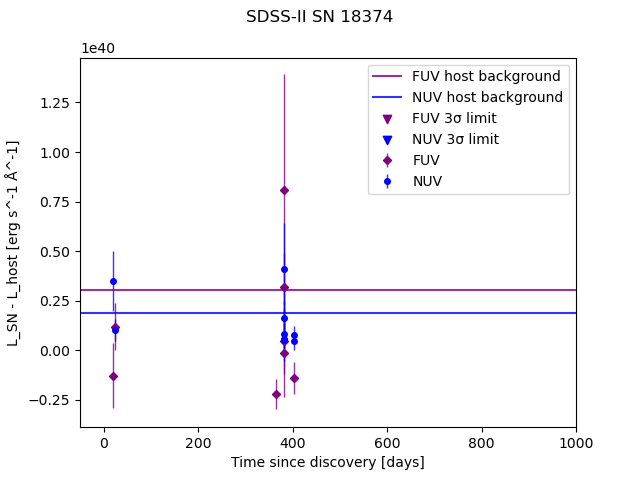 SDSS-II SN 18374
1e40
L_SN - L_host [erg s^-1 Å^-1]
1.25
1.00
0.75
0.50
0.25
0.00
−0.25
FUV host background
NUV host background
FUV 3σ limit
NUV 3σ limit
FUV
NUV
0 200 400 600 800 1000
Time since discovery [days]